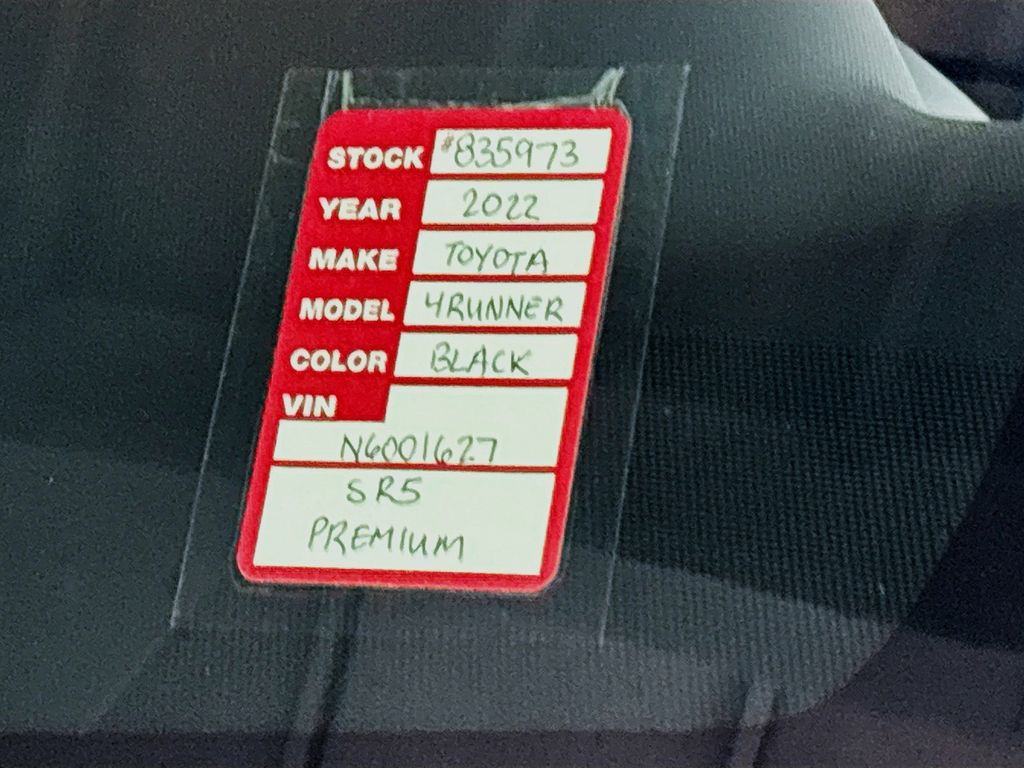 STOCK #835973
YEAR 2022
MAKE TOYOTA
MODEL 4RUNNER
COLOR BLACK
VIN
N6001627
SR5
PREMIUM